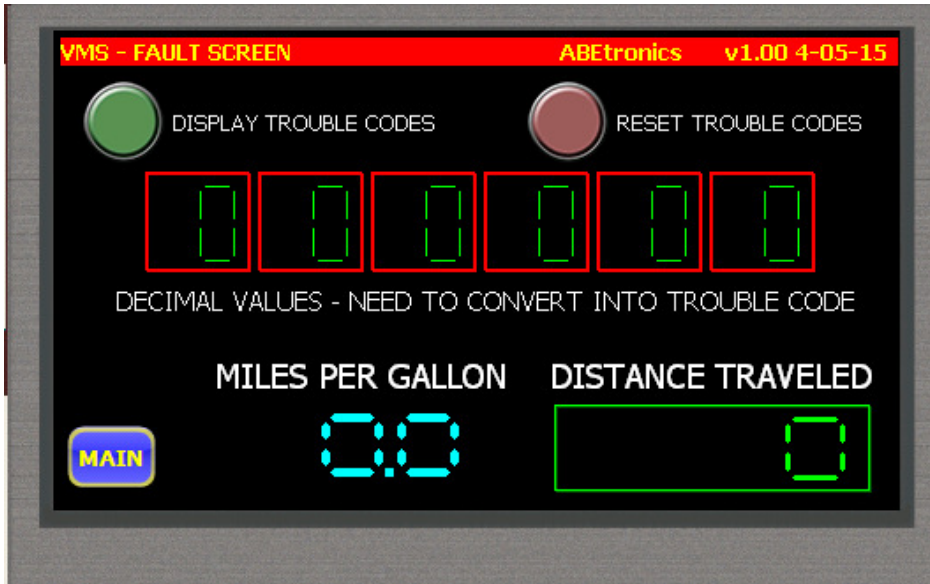 VMS - FAULT SCREEN ABEtronics v1.00 4-05-15
DISPLAY TROUBLE CODES RESET TROUBLE CODES
0 0 0 0 0 0
DECIMAL VALUES - NEED TO CONVERT INTO TROUBLE CODE
MILES PER GALLON DISTANCE TRAVELED
MAIN 0.0 0